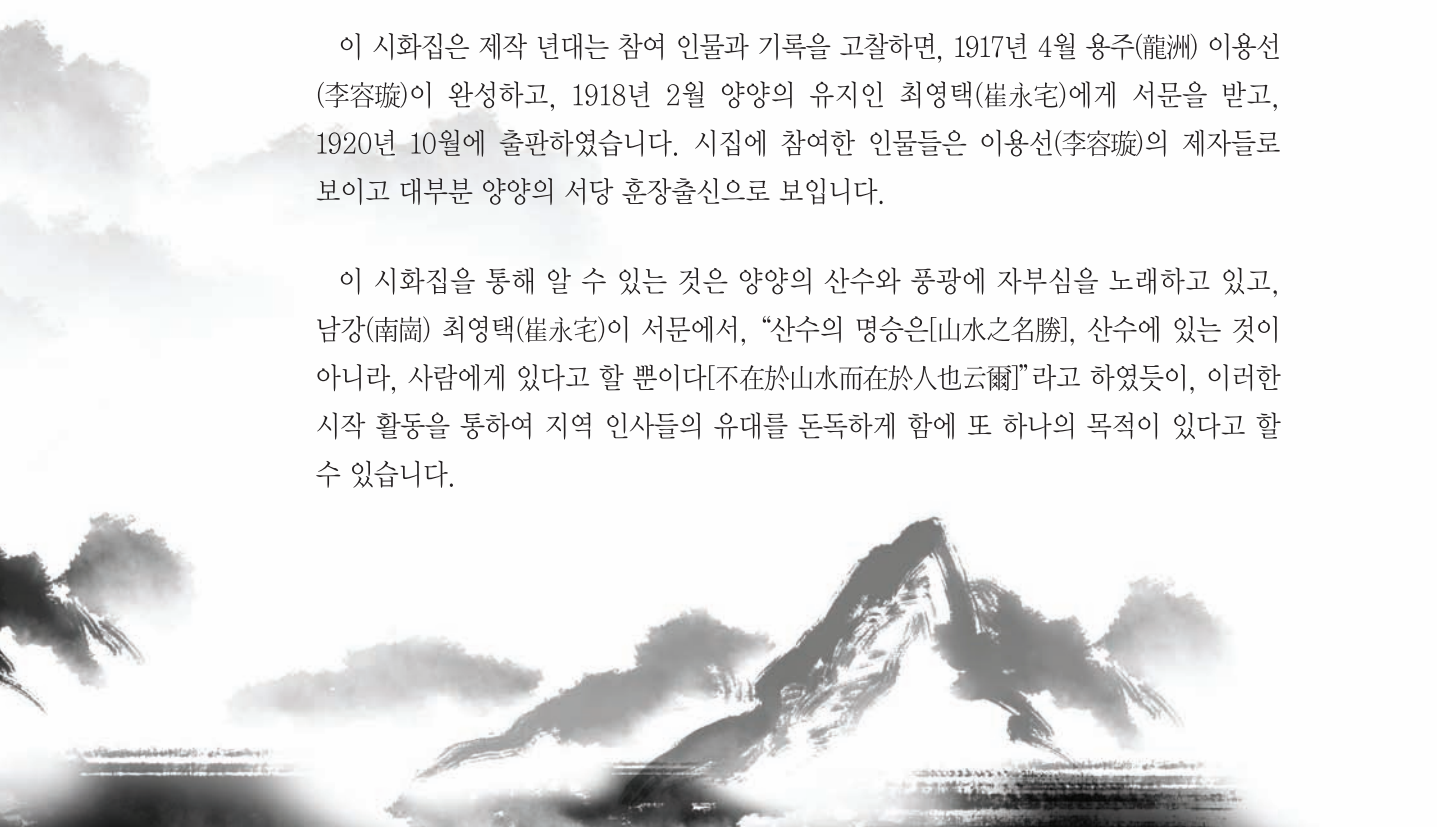 이 시화집은 제작 년대는 참여 인물과 기록을 고찰하면, 1917년 4월 용주(龍洲) 이용선
(李容璇)이 완성하고, 1918년 2월 양양의 유지인 최영택(崔永宅)에게 서문을 받고,
1920년 10월에 출판하였습니다. 시집에 참여한 인물들은 이용선(李容璇)의 제자들로
보이고 대부분 양양의 서당 훈장출신으로 보입니다.
이 시화집을 통해 알 수 있는 것은 양양의 산수와 풍광에 자부심을 노래하고 있고,
남강(南崗) 최영택(崔永宅)이 서문에서, “산수의 명승은[山水之名勝], 산수에 있는 것이
아니라, 사람에게 있다고 할 뿐이다[不在於山水而在於人也云爾]”라고 하였듯이, 이러한
시작 활동을 통하여 지역 인사들의 유대를 돈독하게 함에 또 하나의 목적이 있다고 할
수 있습니다.